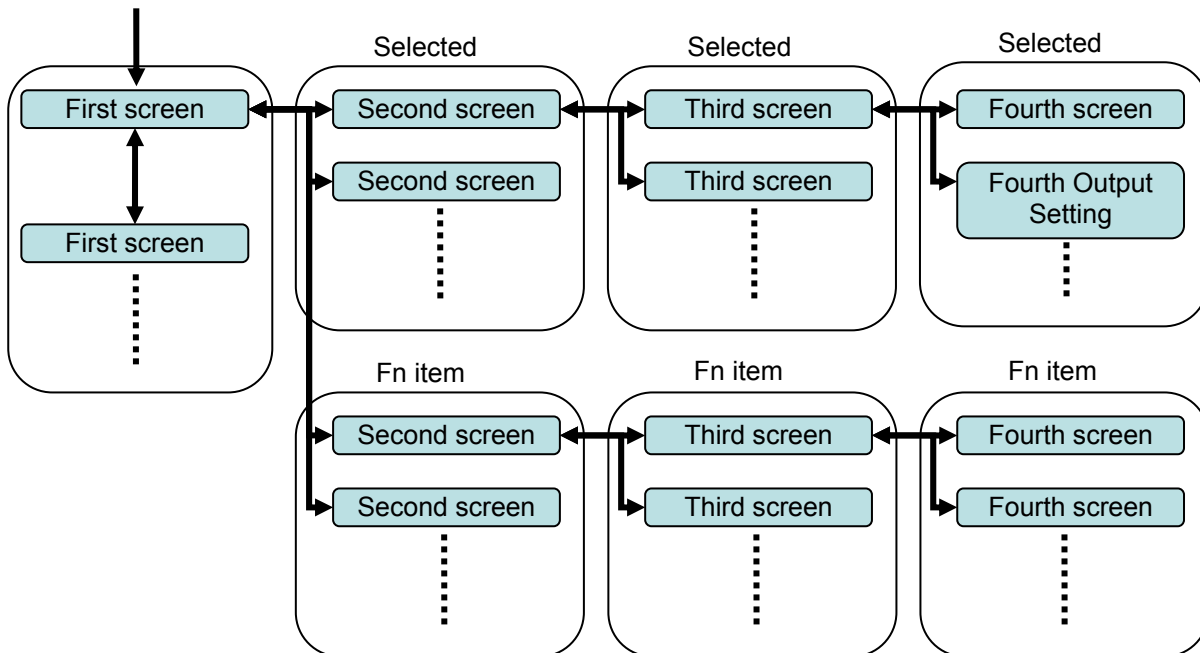 Selected
Selected
Selected
First screen
Second screen
Third screen
Fourth screen
Second screen
Third screen
Fourth Output
Setting
First screen
Fn item
Fn item
Fn item
Second screen
Third screen
Fourth screen
Second screen
Third screen
Fourth screen